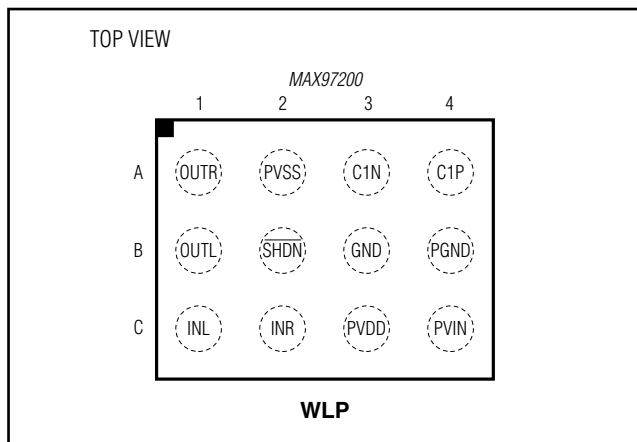 TOP VIEW
MAX97200
1 2 3 4
A OUTR PVSS C1N C1P
B OUTL SHDN GND PGND
C INL INR PVDD PVIN
WLP